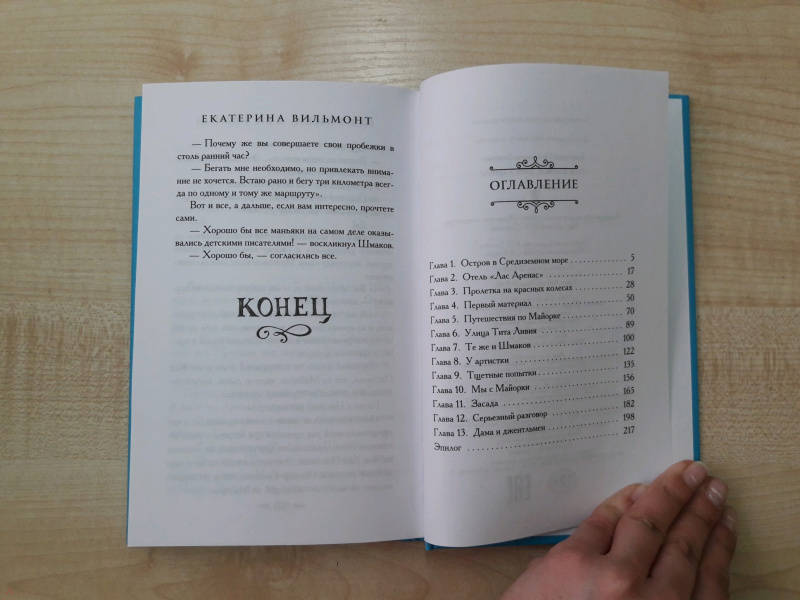 ЕКАТЕРИНА ВИЛЬМОНТ
— Почему же вы совершаете свои пробежки в
столь ранний час?
— Бегать мне необходимо, но привлекать внима-
ние не хочется. Встаю рано и бегу три километра всег-
да по одному и тому же маршруту».
Вот и все, а дальше, если вам интересно, прочтете
сами.
— Хорошо бы все маньяки на самом деле оказы-
вались детскими писателями! — воскликнул Шмаков.
— Хорошо бы, — согласились все.
КОНЕЦ
ОГЛАВЛЕНИЕ
Глава 1. Остров в Средиземном море . . . . . . . . . . 5
Глава 2. Отель «Лас Аренас» . . . . . . . . . . 17
Глава 3. Пролетка на красных колесах . . . . . . . . . . 28
Глава 4. Первый материал . . . . . . . . . . 50
Глава 5. Путешествия по Майорке . . . . . . . . . . 70
Глава 6. Улица Тита Ливия . . . . . . . . . . 89
Глава 7. Те же и Шмаков . . . . . . . . . . 100
Глава 8. У артистки . . . . . . . . . . 122
Глава 9. Тщетные попытки . . . . . . . . . . 135
Глава 10. Мы с Майорки . . . . . . . . . . 156
Глава 11. Засада . . . . . . . . . . 165
Глава 12. Серьезный разговор . . . . . . . . . . 182
Глава 13. Дама и джентльмен . . . . . . . . . . 198
Эпилог . . . . . . . . . . 217